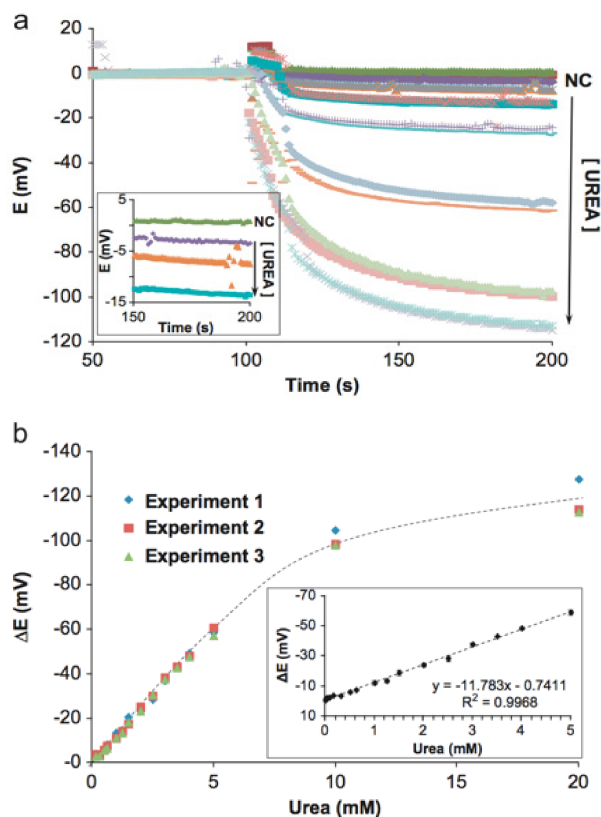 a
20
0
-20
-40
-60
-80
-100
-120
E (mV)
NC
[ UREA ]
5
-5
-15
E (mV)
NC
[ UREA ]
150
200
Time (s)
50
100
150
200
Time (s)
b
-140
-120
-100
-80
-60
-40
-20
-0
ΔE (mV)
Experiment 1
Experiment 2
Experiment 3
-70
-50
-30
-10
10
ΔE (mV)
y = -11.783x - 0.7411
R² = 0.9968
0 1 2 3 4 5
Urea (mM)
0 5 10 15 20
Urea (mM)